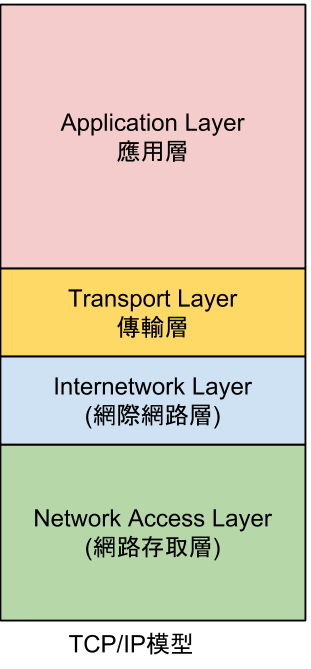 Application Layer
應用層
Transport Layer
傳輸層
Internetwork Layer
(網際網路層)
Network Access Layer
(網路存取層)
TCP/IP模型